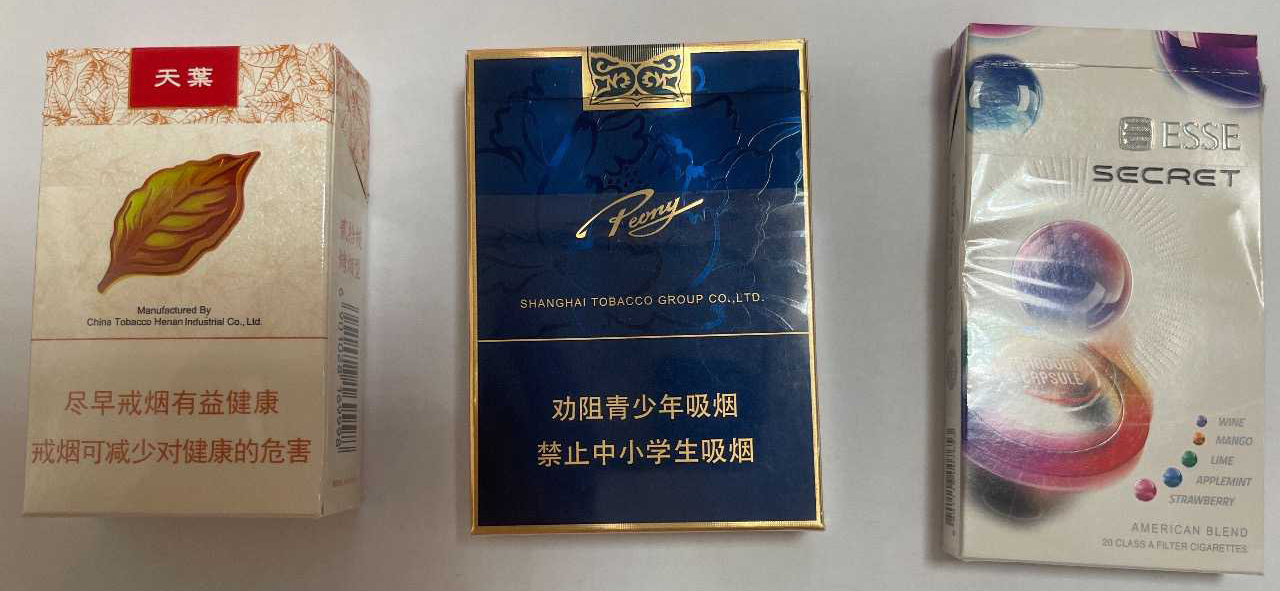 天葉
Manufactured By
China Tobacco Henan Industrial Co., Ltd.
尽早戒烟有益健康
戒烟可减少对健康的危害
Peony
SHANGHAI TOBACCO GROUP CO.,LTD.
劝阻青少年吸烟
禁止中小学生吸烟
ESSE
SECRET
CAPSULE
WINE
MANGO
LIME
APPLEMINT
STRAWBERRY
AMERICAN BLEND
20 CLASS A FILTER CIGARETTES